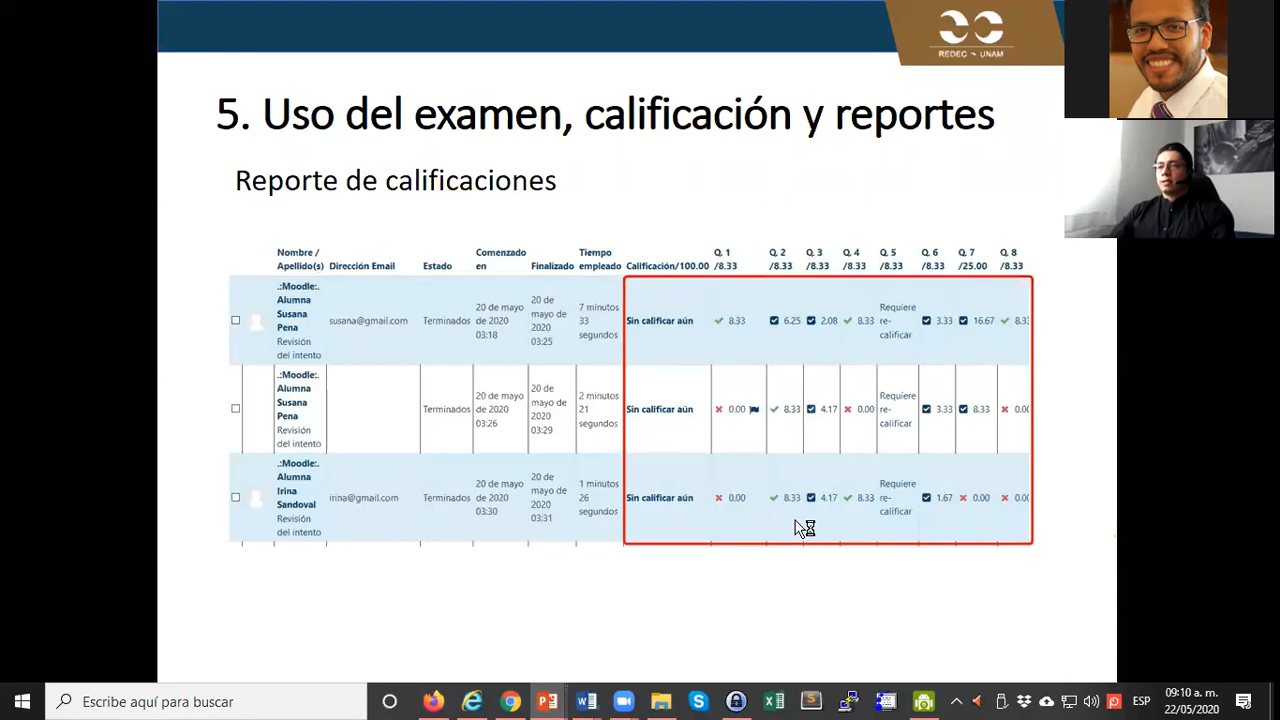 REDEC ~ UNAM
5. Uso del examen, calificación y reportes
Reporte de calificaciones
Nombre / Apellido(s) Dirección Email Estado Comenzado en Finalizado Tiempo empleado Calificación/100.00 Q. 1 /8.33 Q. 2 /8.33 Q. 3 /8.33 Q. 4 /8.33 Q. 5 /8.33 Q. 6 /8.33 Q. 7 /25.00 Q. 8 /8.33
.:Moodle:. Alumna Susana Pena Revisión del intento susana@gmail.com Terminados 20 de mayo de 2020 03:18 20 de mayo de 2020 03:25 7 minutos 33 segundos Sin calificar aún 8.33 6.25 2.08 8.33 Requiere re-calificar 3.33 16.67 8.33
.:Moodle:. Alumna Susana Pena Revisión del intento Terminados 20 de mayo de 2020 03:26 20 de mayo de 2020 03:29 2 minutos 21 segundos Sin calificar aún 0.00 8.33 4.17 0.00 Requiere re-calificar 3.33 8.33 0.00
.:Moodle:. Alumna Irina Sandoval Revisión del intento irina@gmail.com Terminados 20 de mayo de 2020 03:30 20 de mayo de 2020 03:31 1 minutos 26 segundos Sin calificar aún 0.00 8.33 4.17 8.33 Requiere re-calificar 1.67 0.00 0.00
Escribe aquí para buscar
ESP
09:10 a. m.
22/05/2020